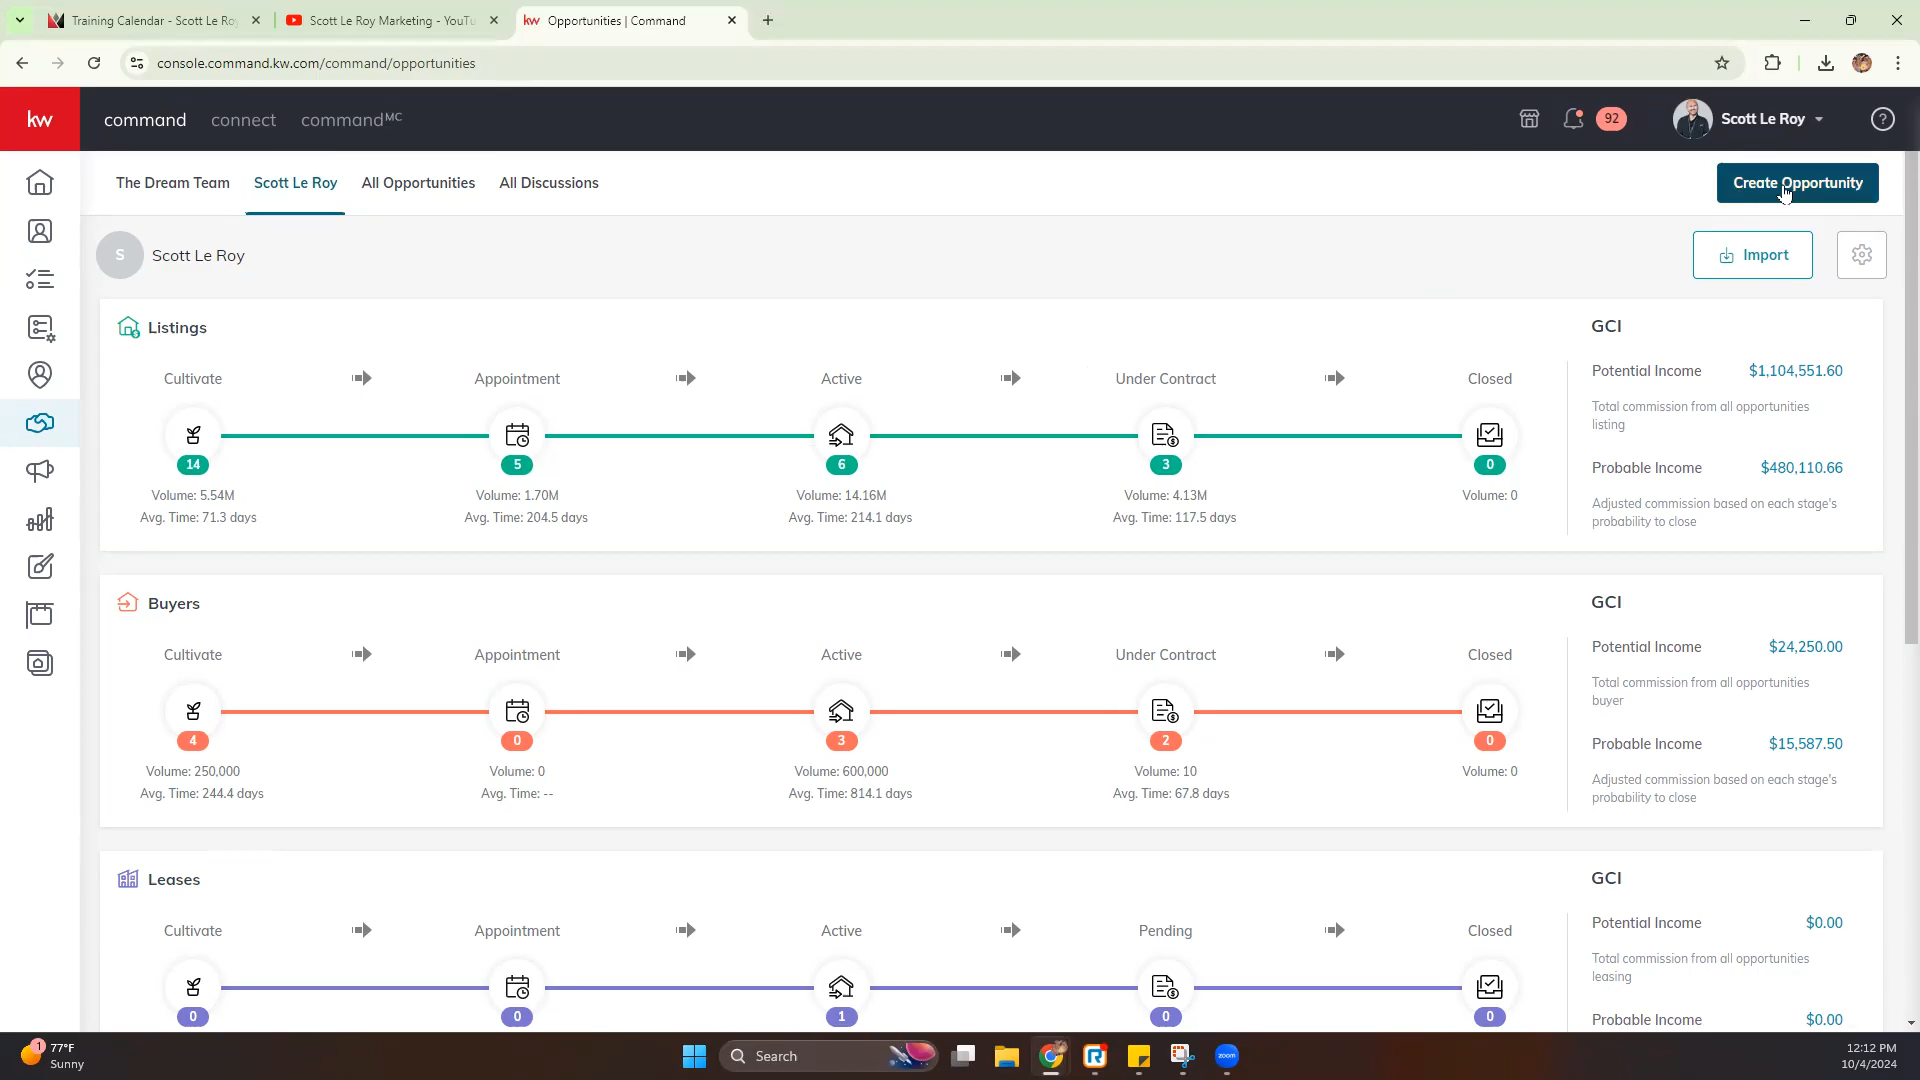 Training Calendar - Scott Le Ro
Scott Le Roy Marketing - YouTu
kw Opportunities | Command
console.command.kw.com/command/opportunities
kw
command
connect
commandMC
92
Scott Le Roy
The Dream Team
Scott Le Roy
All Opportunities
All Discussions
Create Opportunity
S
Scott Le Roy
Import
Listings
GCI
Cultivate
Appointment
Active
Under Contract
Closed
Potential Income
$1,104,551.60
Total commission from all opportunities
listing
14
5
6
3
0
Probable Income
$480,110.66
Volume: 5.54M
Volume: 1.70M
Volume: 14.16M
Volume: 4.13M
Volume: 0
Avg. Time: 71.3 days
Avg. Time: 204.5 days
Avg. Time: 214.1 days
Avg. Time: 117.5 days
Adjusted commission based on each stage's
probability to close
Buyers
GCI
Cultivate
Appointment
Active
Under Contract
Closed
Potential Income
$24,250.00
Total commission from all opportunities
buyer
4
0
3
2
0
Probable Income
$15,587.50
Volume: 250,000
Volume: 0
Volume: 600,000
Volume: 10
Volume: 0
Avg. Time: 244.4 days
Avg. Time: --
Avg. Time: 814.1 days
Avg. Time: 67.8 days
Adjusted commission based on each stage's
probability to close
Leases
GCI
Cultivate
Appointment
Active
Pending
Closed
Potential Income
$0.00
Total commission from all opportunities
leasing
0
0
1
0
0
Probable Income
$0.00
1
77°F
Sunny
Search
zoom
12:12 PM
10/4/2024